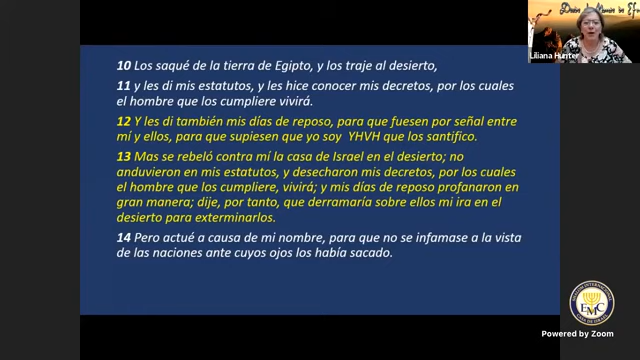 Liliana Hunter
10 Los saqué de la tierra de Egipto, y los traje al desierto,
11 y les di mis estatutos, y les hice conocer mis decretos, por los cuales
el hombre que los cumpliere vivirá.
12 Y les di también mis días de reposo, para que fuesen por señal entre
mí y ellos, para que supiesen que yo soy YHVH que los santifico.
13 Mas se rebeló contra mí la casa de Israel en el desierto; no
anduvieron en mis estatutos, y desecharon mis decretos, por los cuales
el hombre que los cumpliere, vivirá; y mis días de reposo profanaron en
gran manera; dije, por tanto, que derramaría sobre ellos mi ira en el
desierto para exterminarlos.
14 Pero actué a causa de mi nombre, para que no se infamase a la vista
de las naciones ante cuyos ojos los había sacado.
EMC
Powered by Zoom